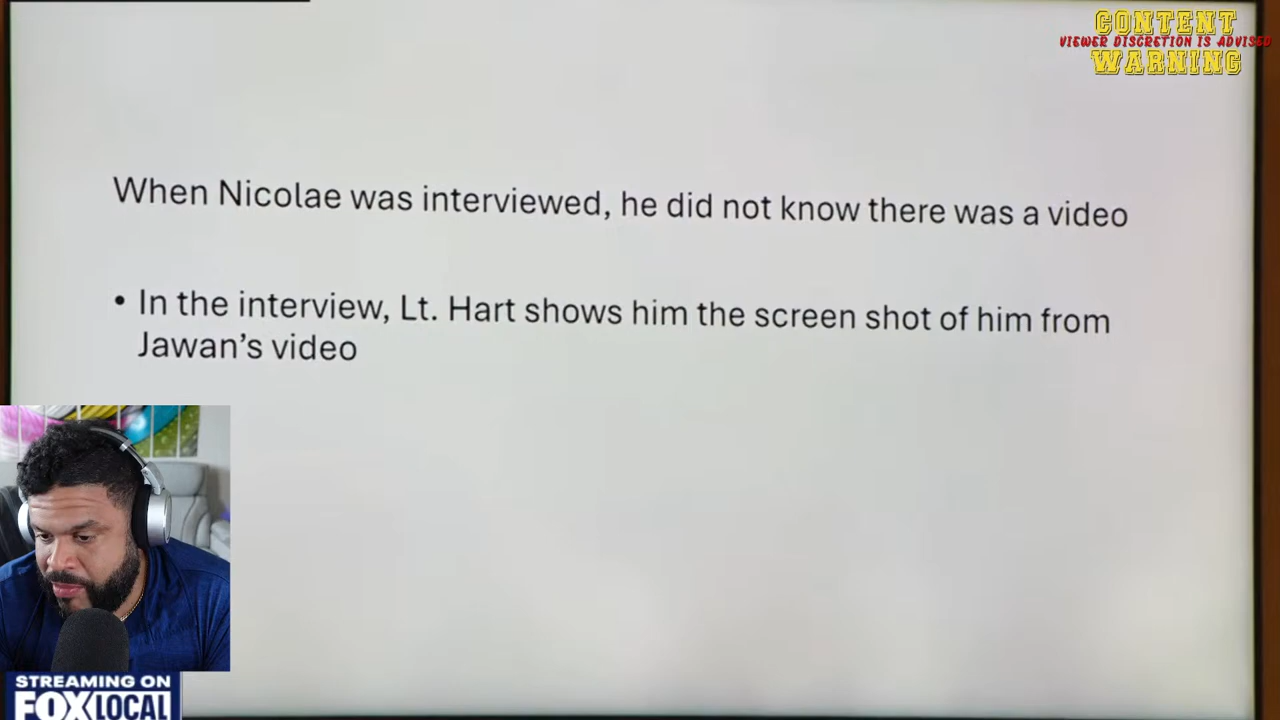 CONTENT
VIEWER DISCRETION IS ADVISED
WARNING
When Nicolae was interviewed, he did not know there was a video
• In the interview, Lt. Hart shows him the screen shot of him from
Jawan's video
STREAMING ON
FOX LOCAL